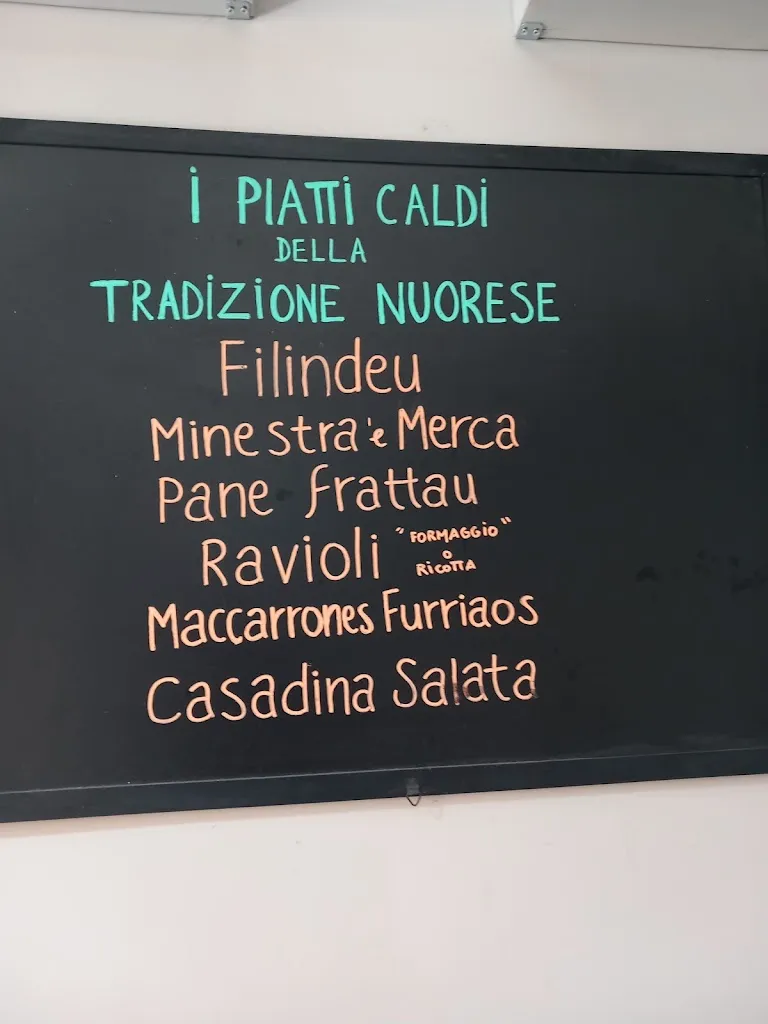 I PIATTI CALDI
DELLA
TRADIZIONE NUORESE
Filindeu
Minestra 'e Merca
Pane frattau
Ravioli "FORMAGGIO"
O
RICOTTA
Maccarrones Furriaos
Casadina Salata